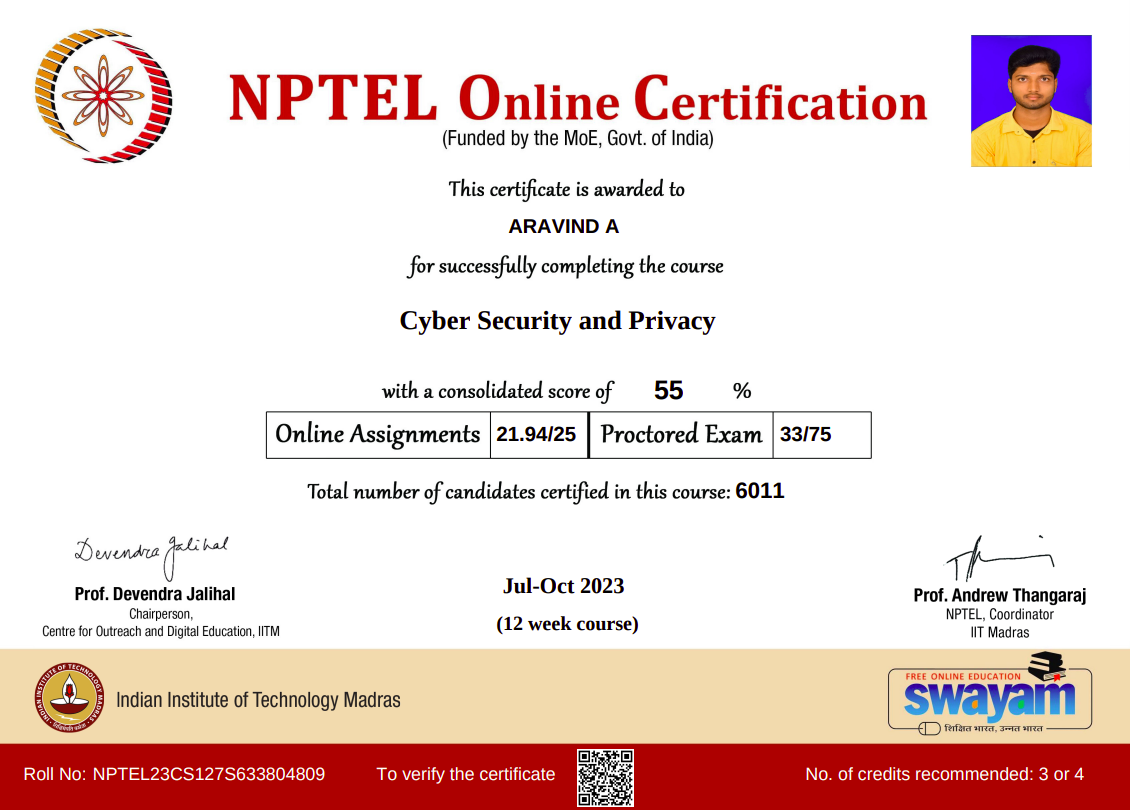 NPTEL Online Certification
(Funded by the MoE, Govt. of India)
This certificate is awarded to
ARAVIND A
for successfully completing the course
Cyber Security and Privacy
with a consolidated score of 55 %
Online Assignments 21.94/25 Proctored Exam 33/75
Total number of candidates certified in this course: 6011
Devendra Jalihal
Prof. Devendra Jalihal
Chairperson,
Centre for Outreach and Digital Education, IITM
Jul-Oct 2023
(12 week course)
Prof. Andrew Thangaraj
NPTEL, Coordinator
IIT Madras
INDIAN INSTITUTE OF TECHNOLOGY MADRAS
Indian Institute of Technology Madras
FREE ONLINE EDUCATION
swayam
शिक्षित भारत, उन्नत भारत
Roll No: NPTEL23CS127S633804809
To verify the certificate
No. of credits recommended: 3 or 4